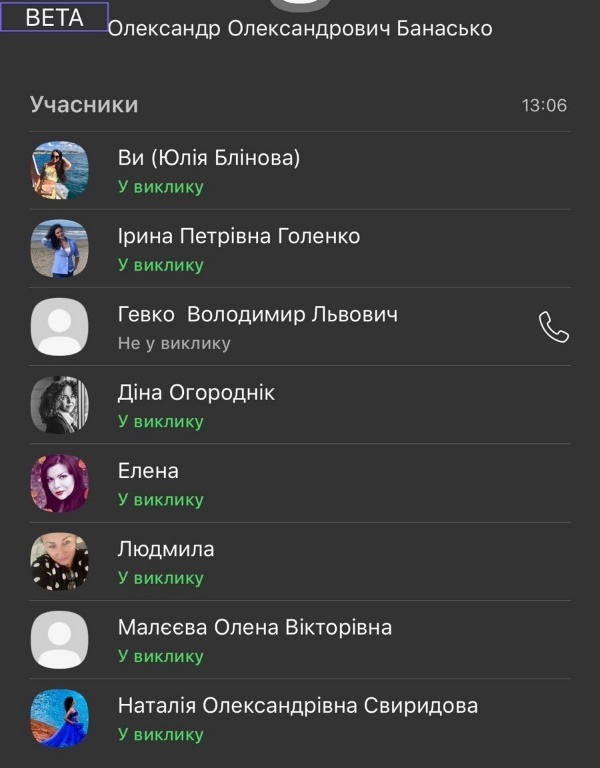 BETA
Олександр Олександрович Банасько
Учасники 13:06
Ви (Юлія Блінова)
У виклику
Ірина Петрівна Голенко
У виклику
Гевко Володимир Львович
Не у виклику
Діна Огороднік
У виклику
Елена
У виклику
Людмила
У виклику
Малєєва Олена Вікторівна
У виклику
Наталія Олександрівна Свиридова
У виклику